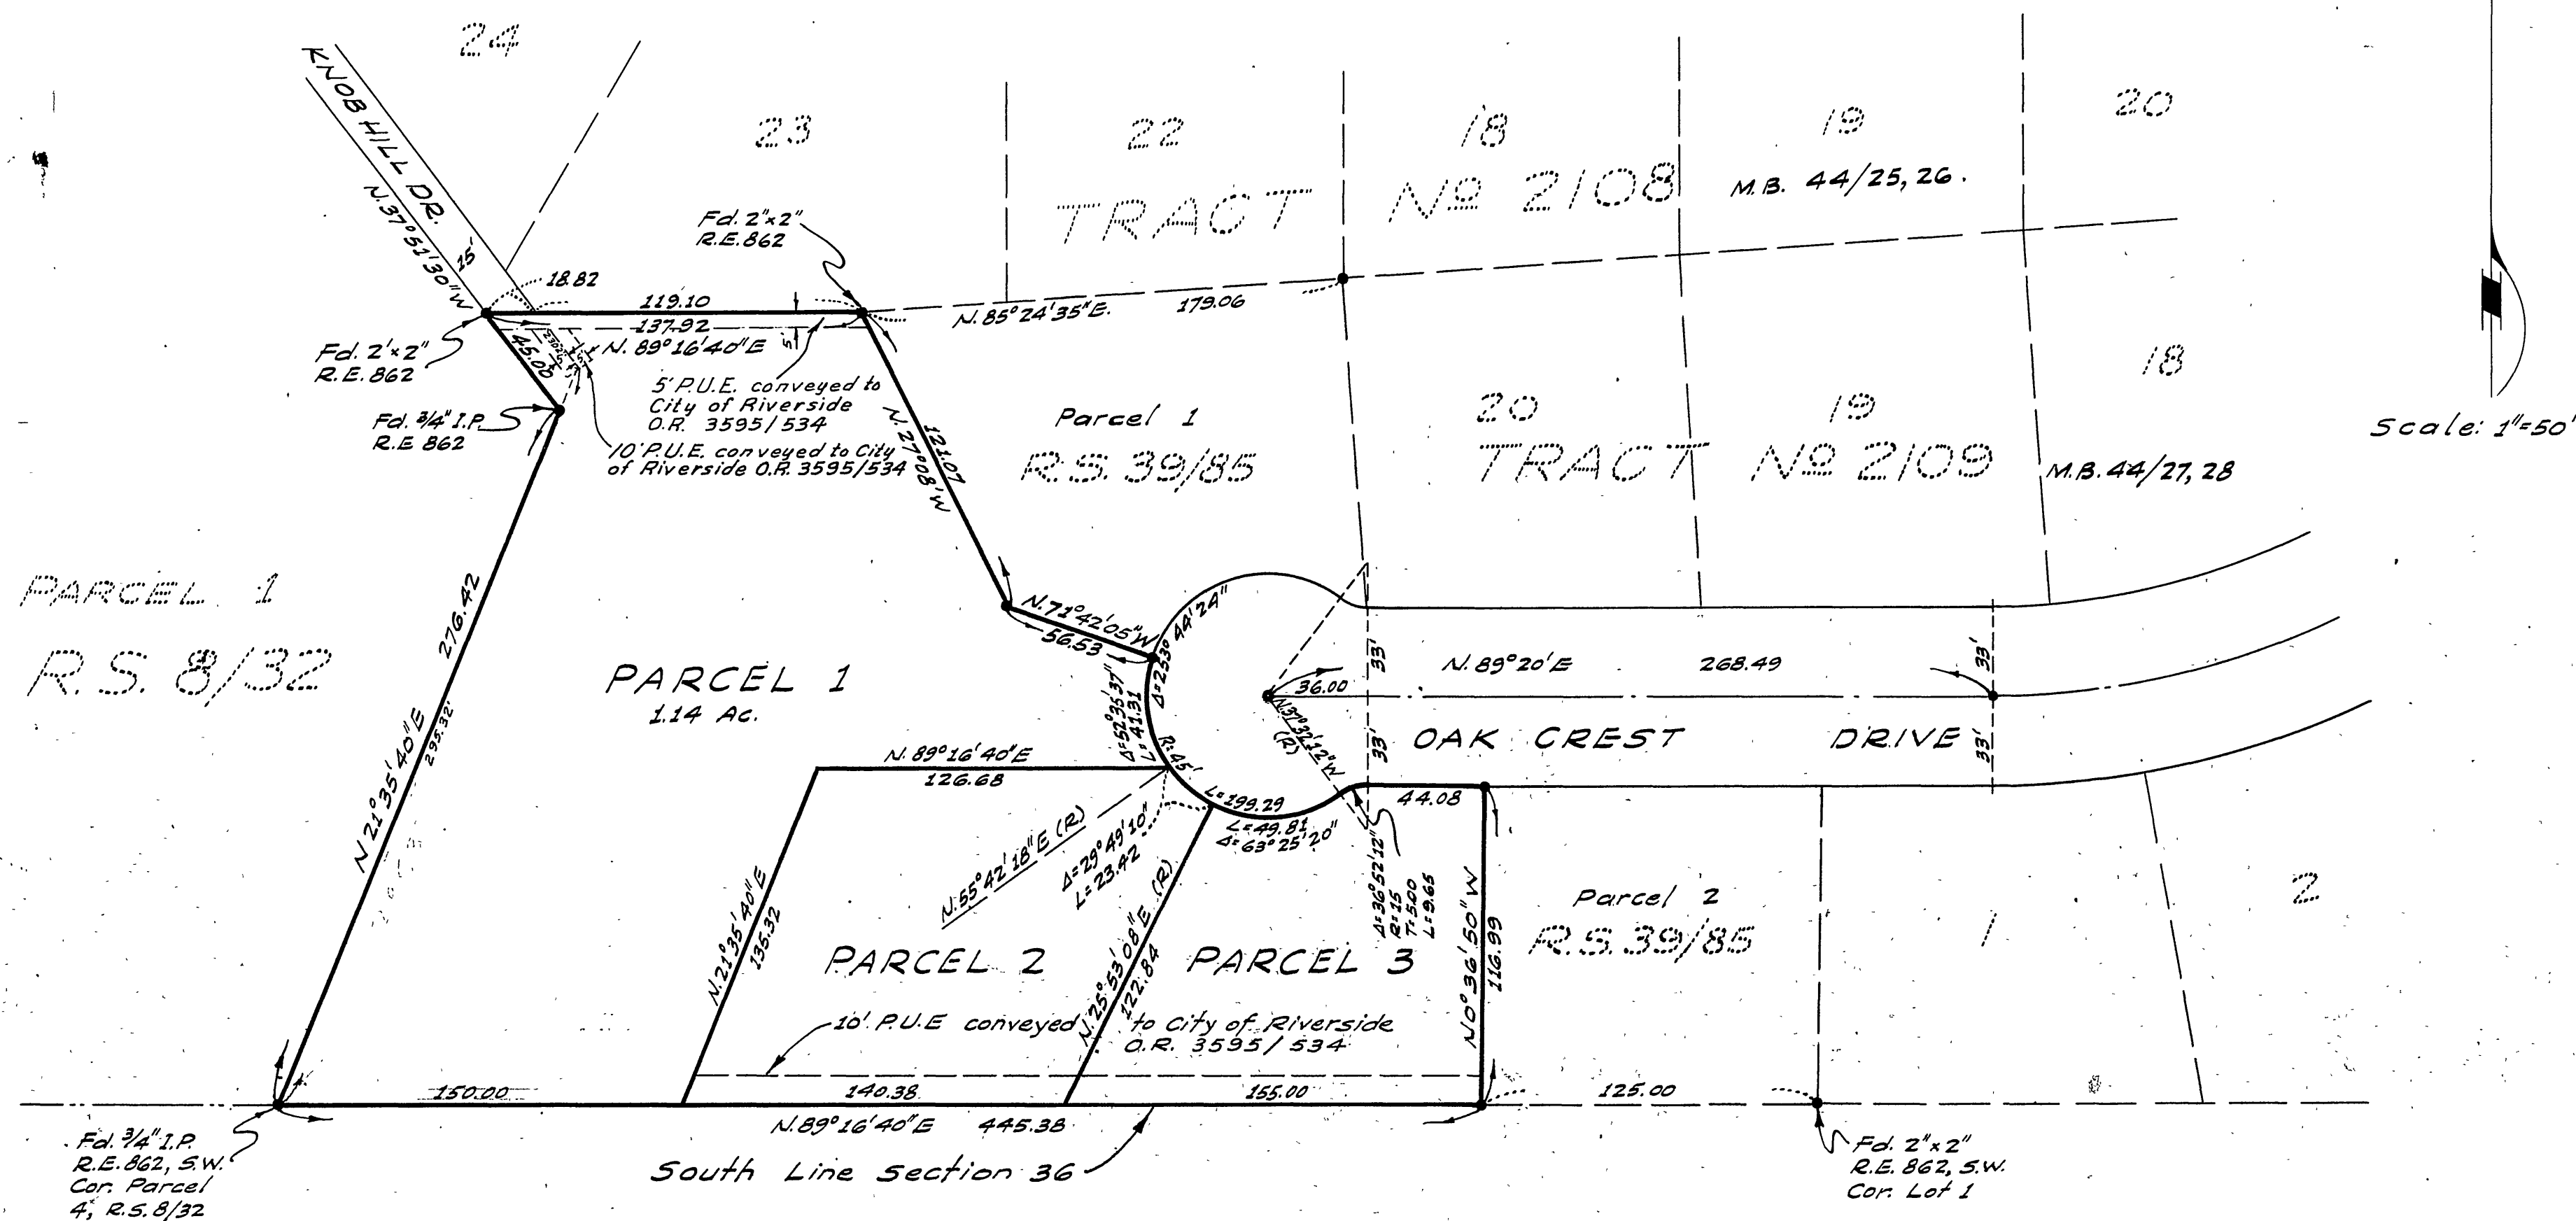 24
KNOB HILL DR.
N.37°51'30"W
25'
23
22
18
19
20
TRACT Nº 2108
M.B. 44/25, 26.
Fd. 2"x2"
R.E. 862
18.82
119.10
137.92
N. 89°16'40"E
5'
N. 85°24'35"E. 179.06
Fd. 2'x2"
R.E. 862
45.00
Fd. 3/4" I.P.
R.E 862
5' P.U.E. conveyed to
City of Riverside
O.R. 3595/534
10' P.U.E. conveyed to City
of Riverside O.R. 3595/534
121.07
N. 27°08'W
Parcel 1
R.S. 39/85
20
19
18
TRACT Nº 2109
M.B. 44/27, 28
Scale: 1"=50'
PARCEL 1
R.S. 8/32
276.42
N 21°35'40"E
295.32'
PARCEL 1
1.14 Ac.
N.71°42'05"W
56.53
Δ=253°44'24"
Δ=52°35'37"
L=41.31
R=45'
36.00
N.37°32'12"W
(R)
33'
33'
N. 89°20'E 268.49
33'
33'
OAK CREST DRIVE
N. 89°16'40"E
126.68
L=199.29
L=49.81
Δ=63°25'20"
44.08
N.55°42'18"E (R)
Δ=29°49'10"
L=23.42
Δ=36°52'12"
R=15
T=5.00
L=9.65
N.21°35'40"E
135.32
PARCEL 2
N.25°53'08"E (R)
122.84
PARCEL 3
N0°36'50"W
116.99
Parcel 2
R.S. 39/85
1
2
10' P.U.E conveyed to City of Riverside
O.R. 3595/534
150.00
140.38
155.00
125.00
N.89°16'40"E 445.38
South Line Section 36
Fd. 3/4" I.P.
R.E. 862, S.W.
Cor. Parcel
4, R.S. 8/32
Fd. 2"x2"
R.E. 862, S.W.
Cor. Lot 1